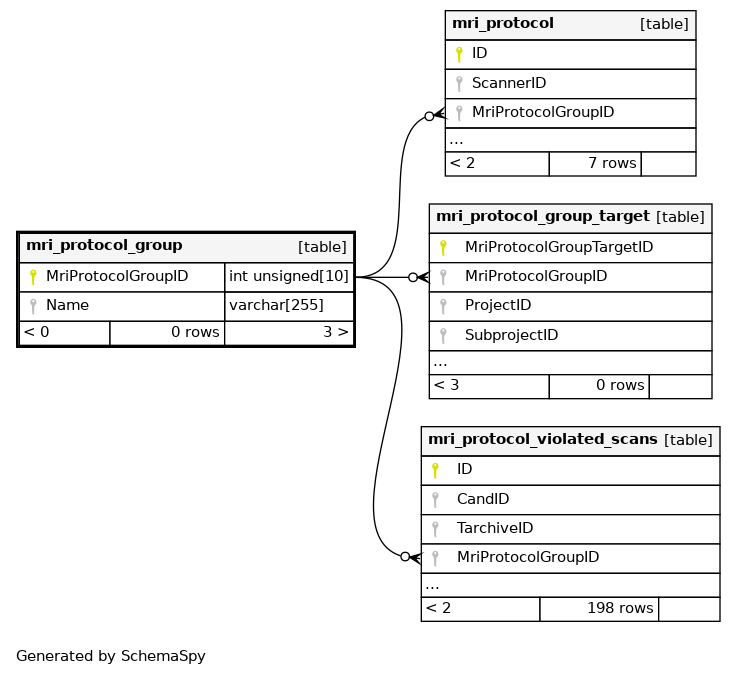 mri_protocol [table]
ID
ScannerID
MriProtocolGroupID
...
< 2 7 rows
mri_protocol_group_target [table]
MriProtocolGroupTargetID
MriProtocolGroupID
ProjectID
SubprojectID
...
< 3 0 rows
mri_protocol_group [table]
MriProtocolGroupID int unsigned[10]
Name varchar[255]
< 0 0 rows 3 >
mri_protocol_violated_scans [table]
ID
CandID
TarchiveID
MriProtocolGroupID
...
< 2 198 rows
Generated by SchemaSpy